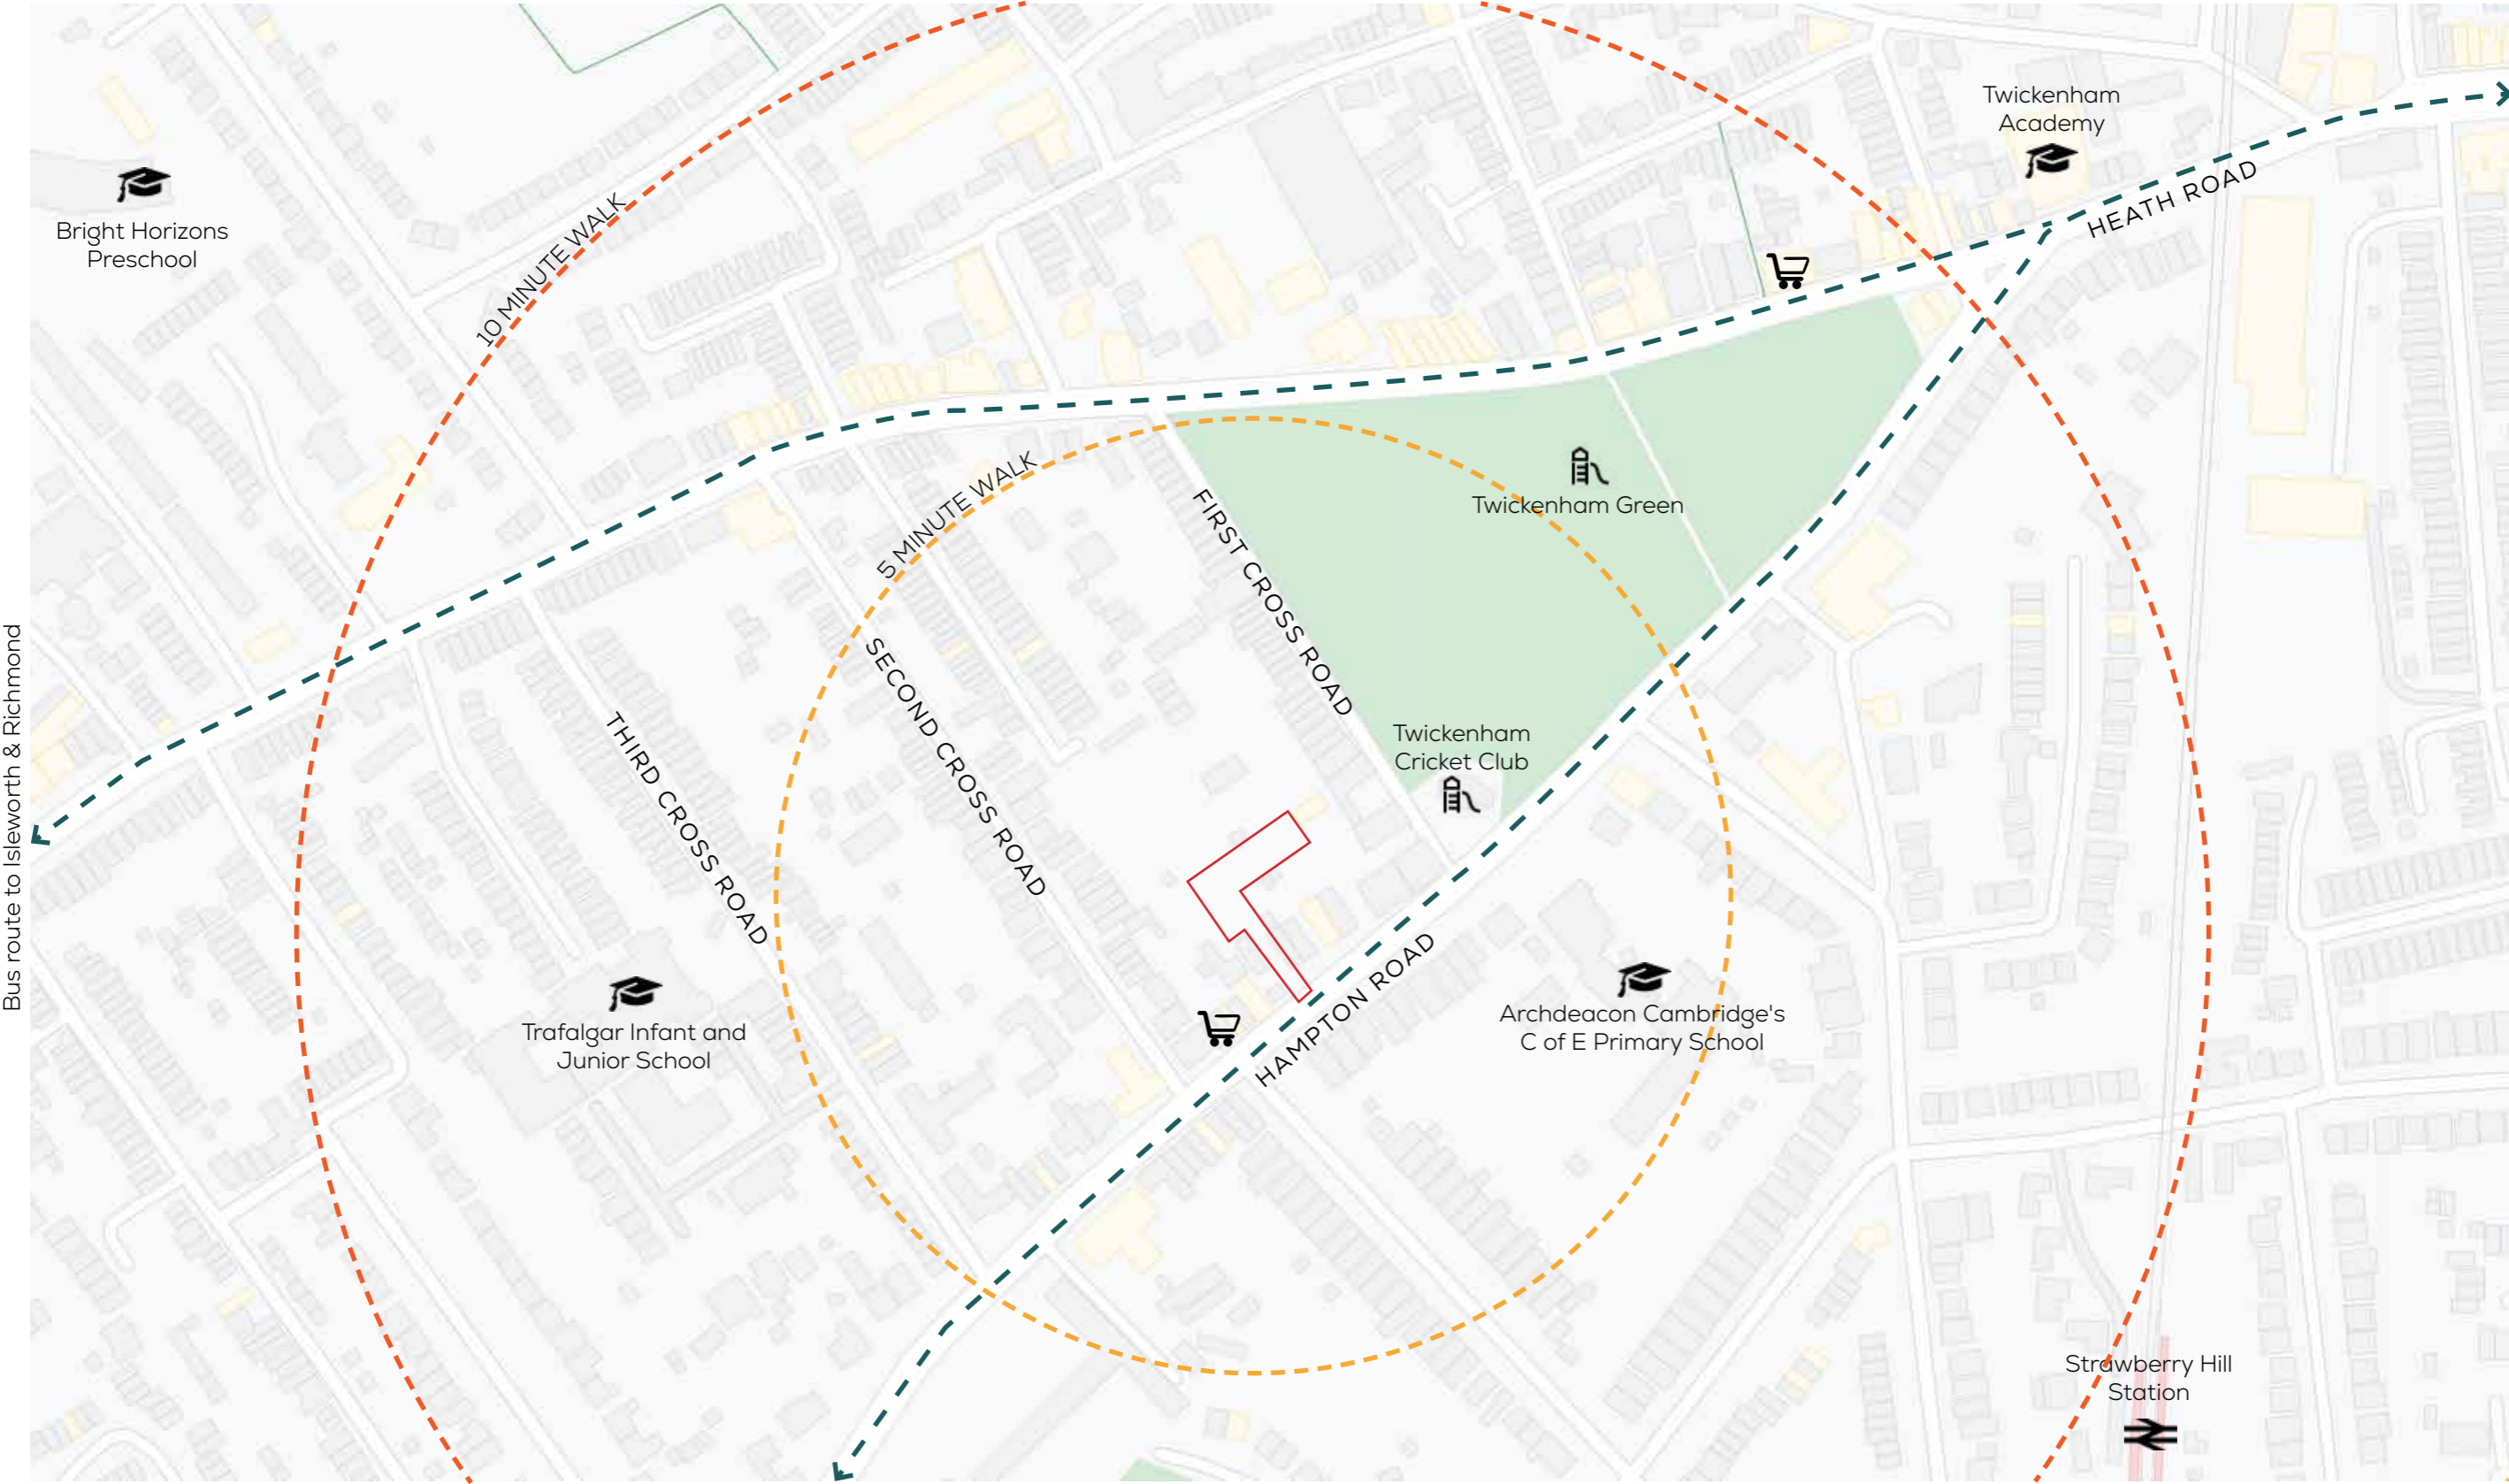 Twickenham
Academy
HEATH ROAD
Bright Horizons
Preschool
10 MINUTE WALK
5 MINUTE WALK
FIRST CROSS ROAD
Twickenham Green
Bus route to Isleworth & Richmond
SECOND CROSS ROAD
THIRD CROSS ROAD
Twickenham
Cricket Club
HAMPTON ROAD
Trafalgar Infant and
Junior School
Archdeacon Cambridge's
C of E Primary School
Strawberry Hill
Station